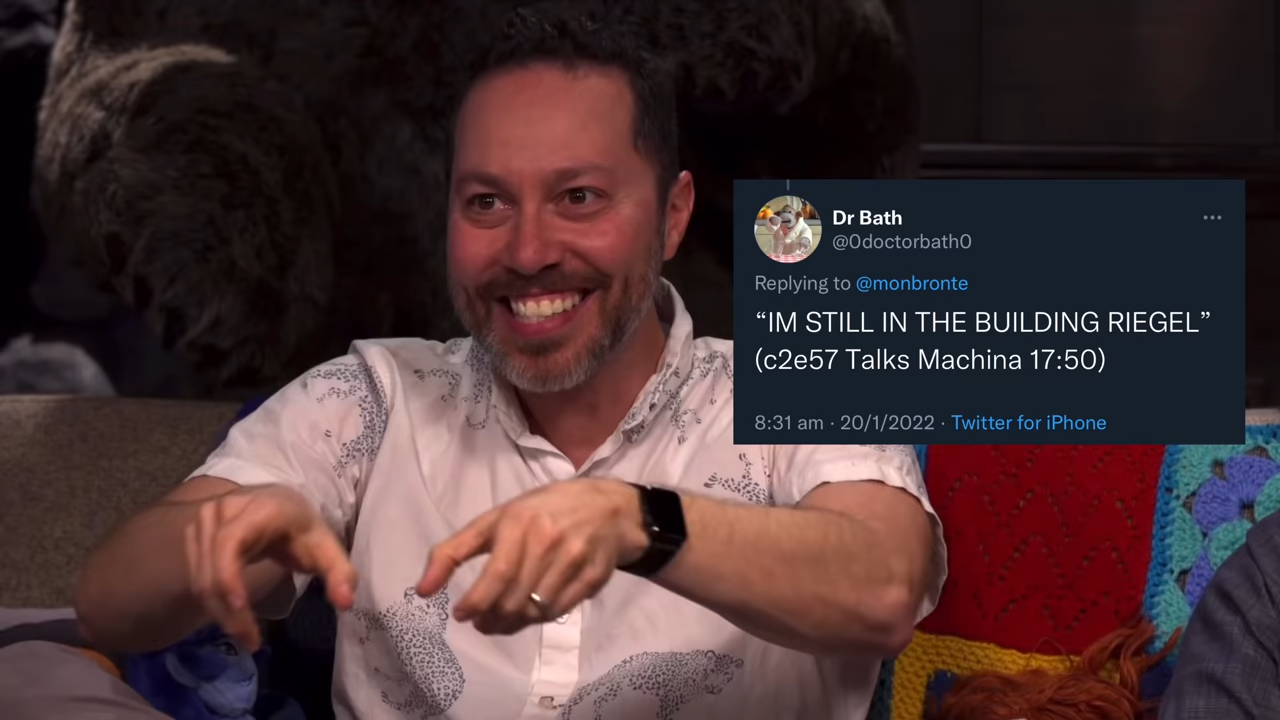 Dr Bath
@0doctorbath0
Replying to @monbronte
“IM STILL IN THE BUILDING RIEGEL”
(c2e57 Talks Machina 17:50)
8:31 am · 20/1/2022 · Twitter for iPhone